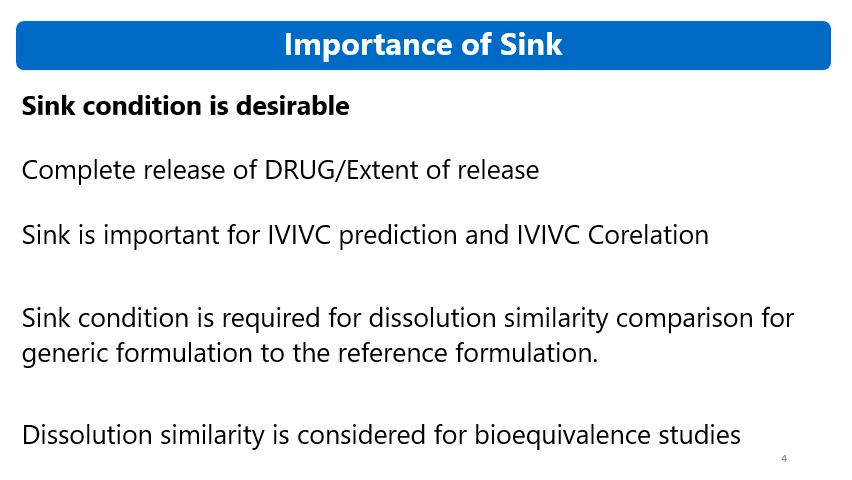 Importance of Sink
Sink condition is desirable
Complete release of DRUG/Extent of release
Sink is important for IVIVC prediction and IVIVC Corelation
Sink condition is required for dissolution similarity comparison for
generic formulation to the reference formulation.
Dissolution similarity is considered for bioequivalence studies
4